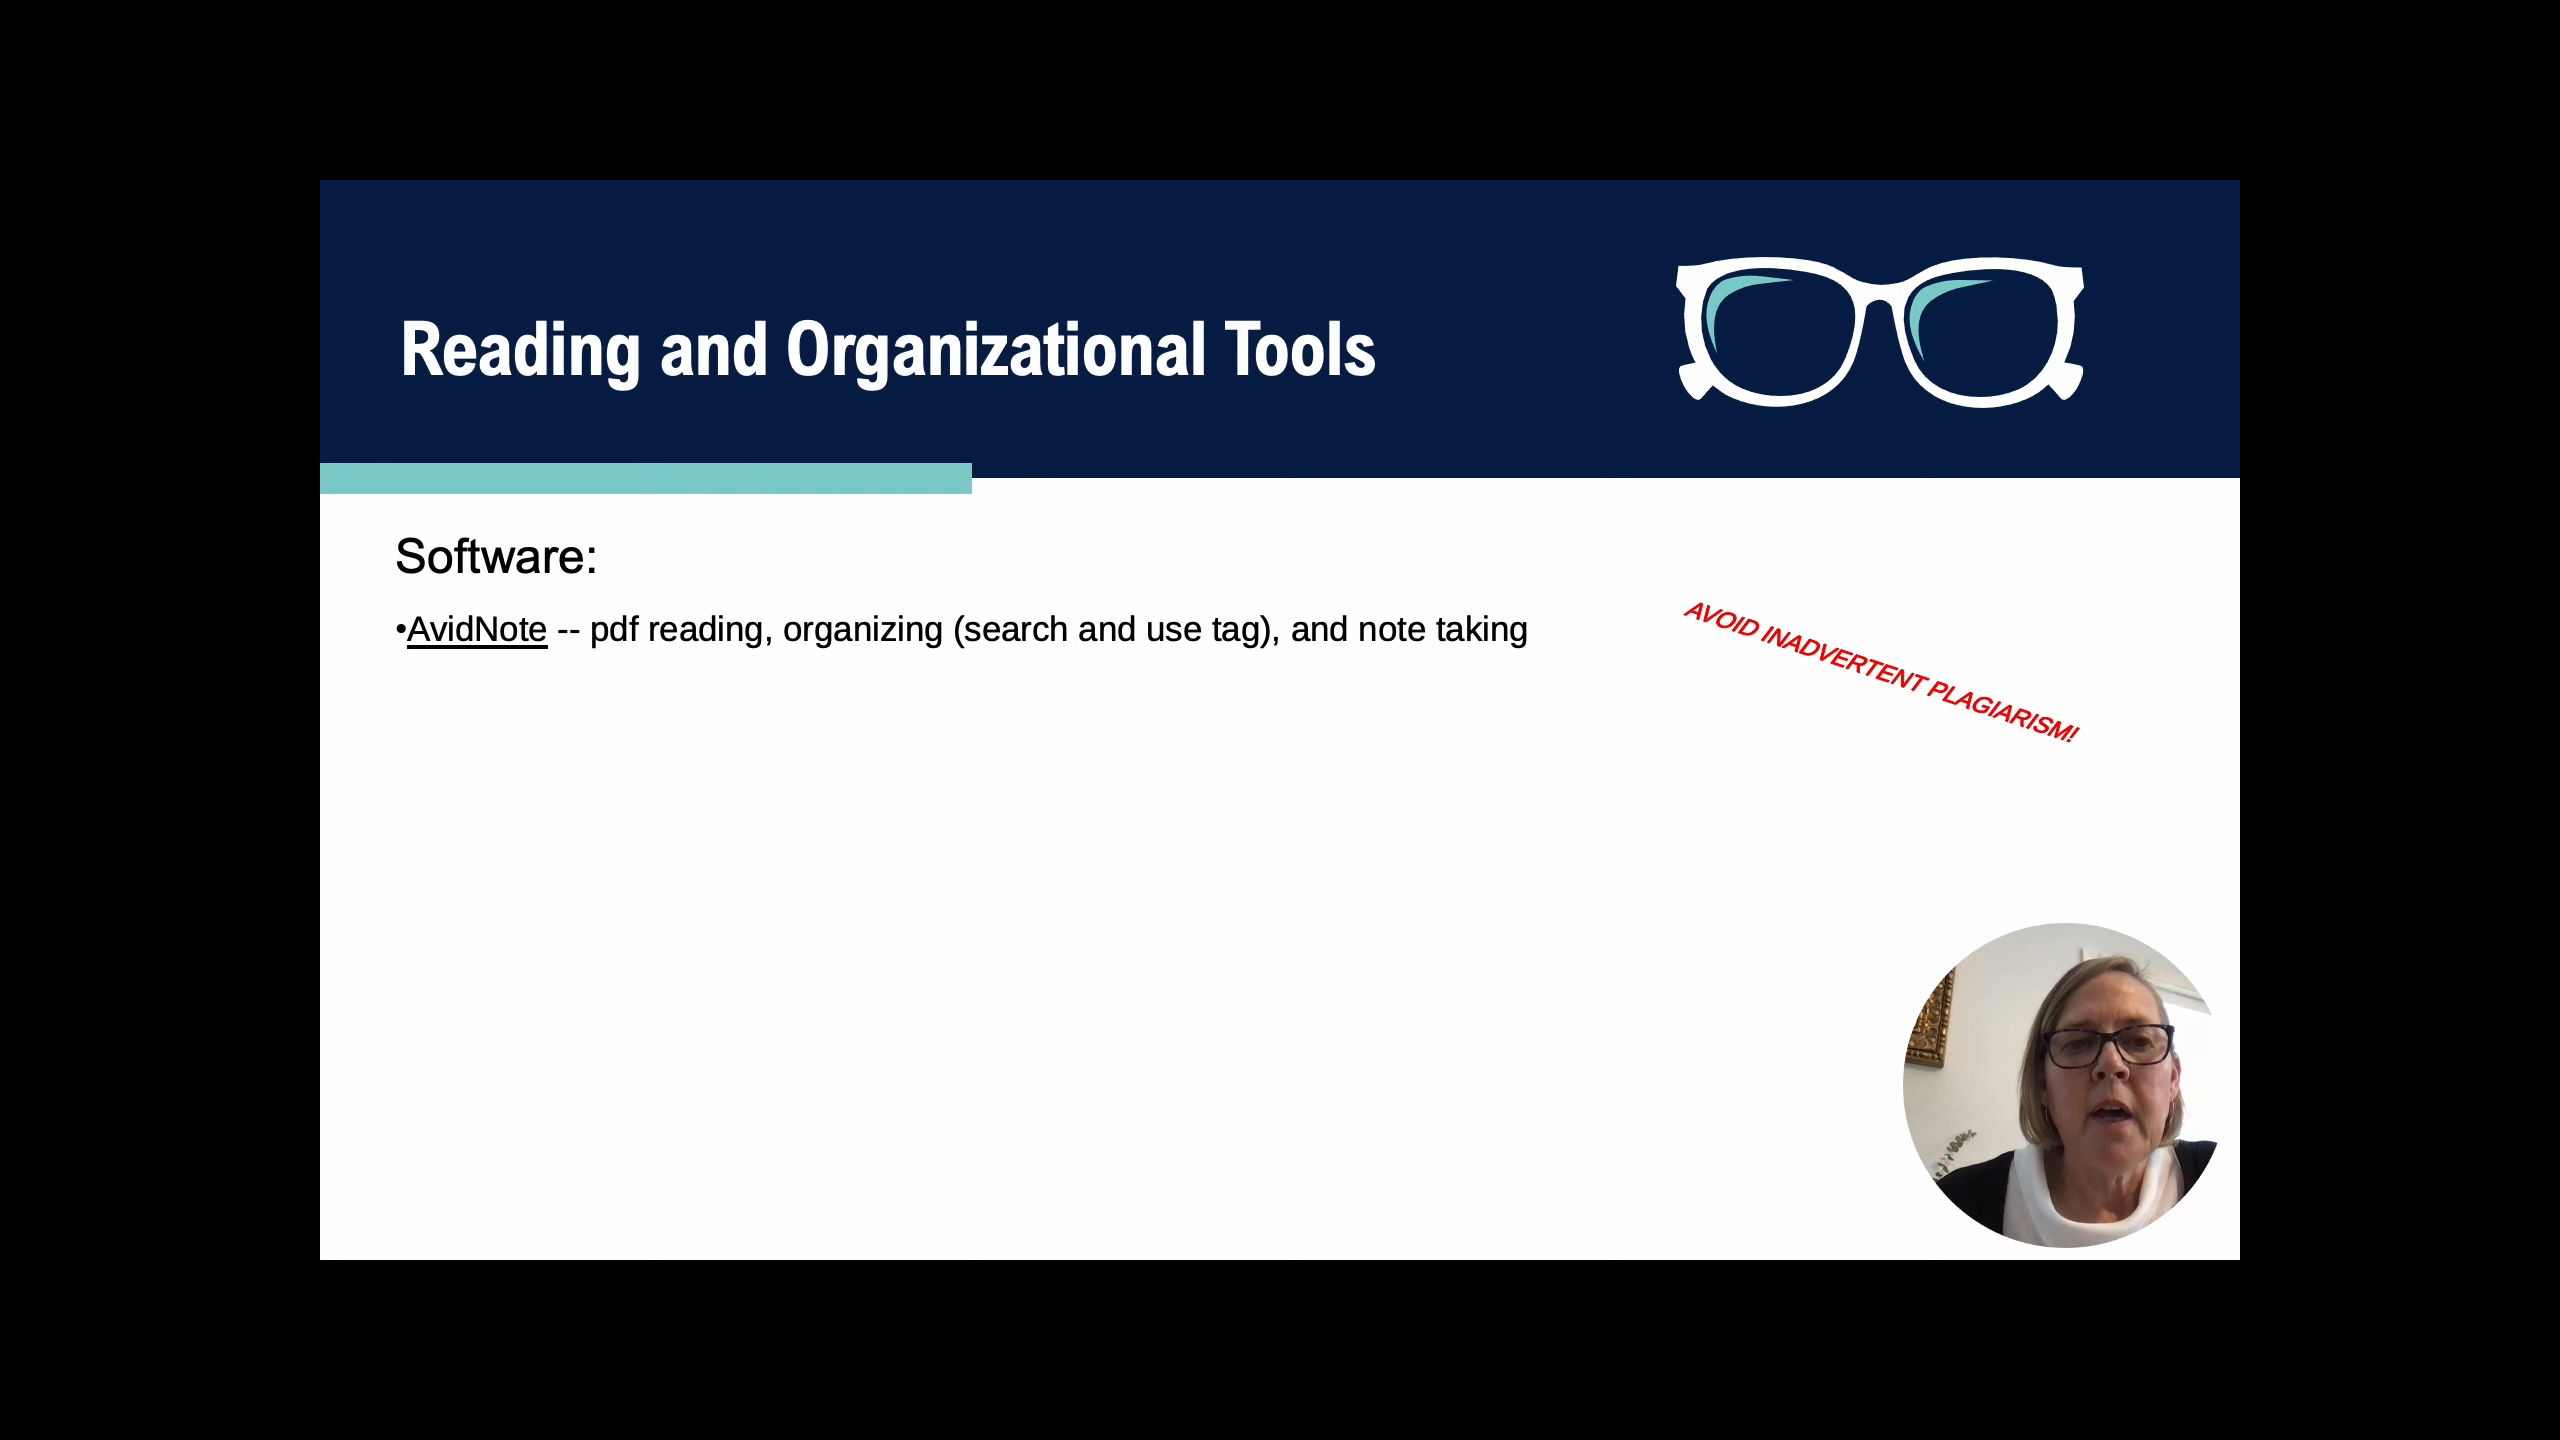 Reading and Organizational Tools
Software:
•AvidNote -- pdf reading, organizing (search and use tag), and note taking
AVOID INADVERTENT PLAGIARISM!